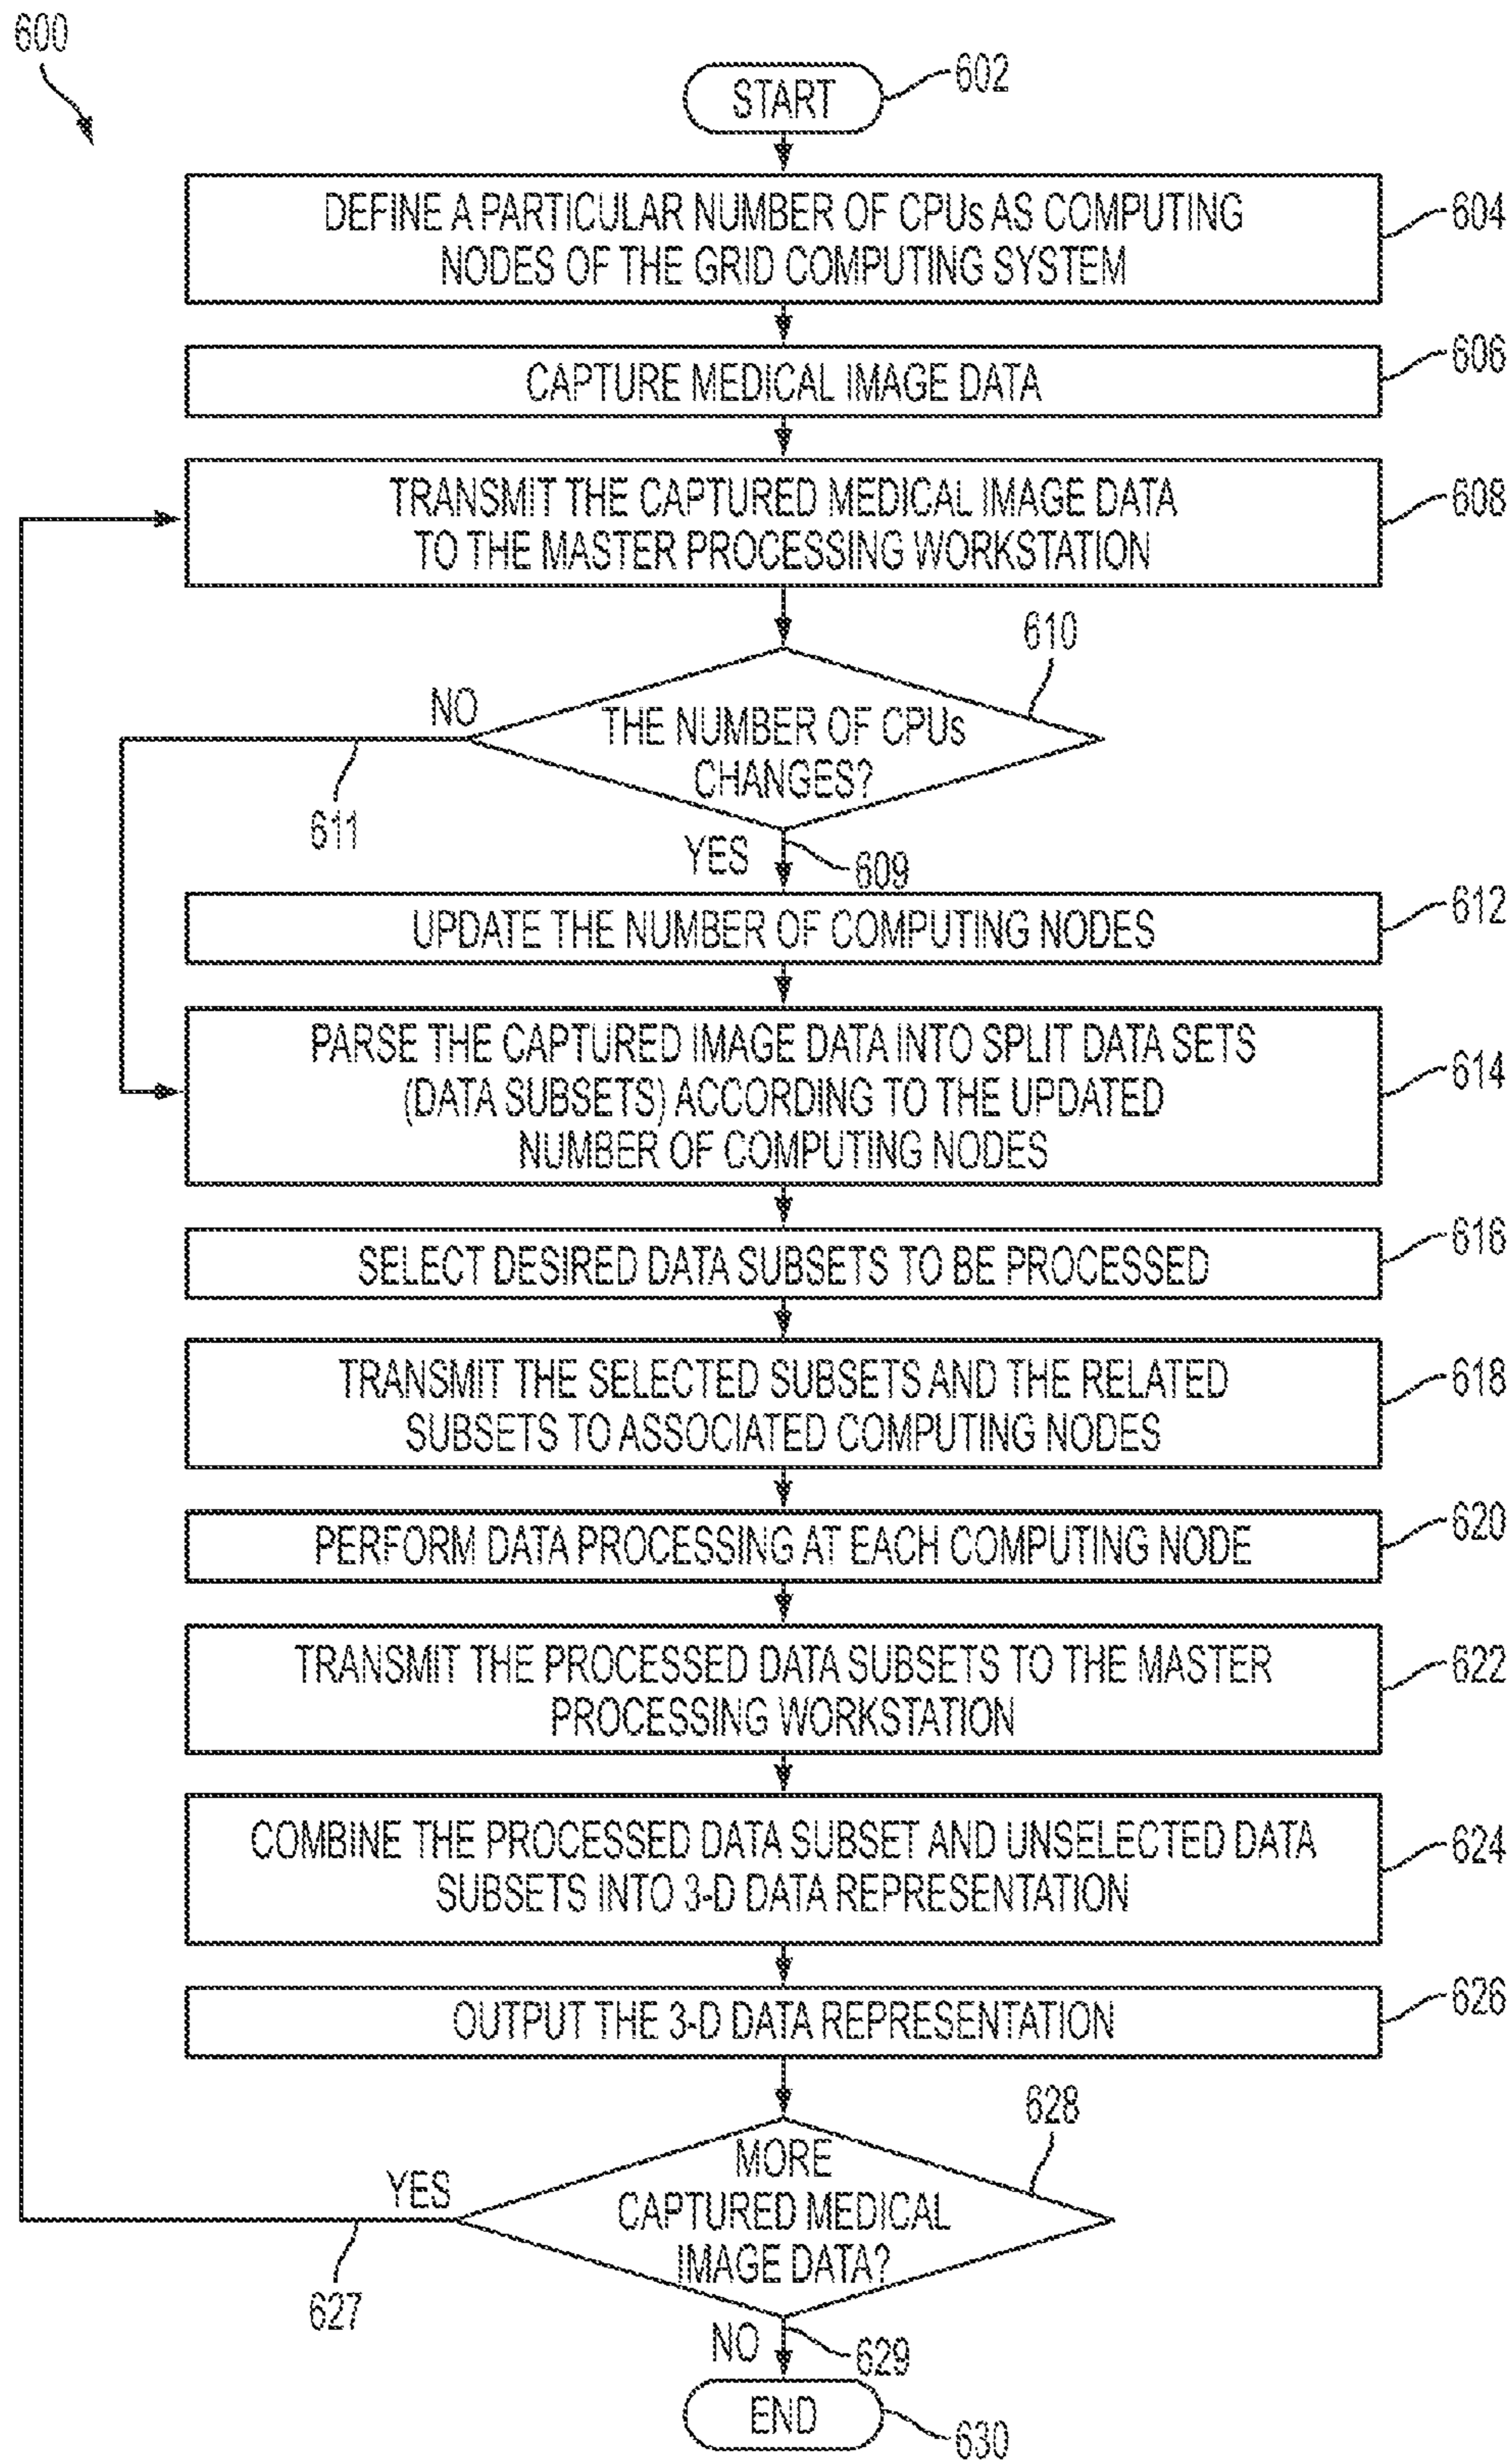 600
START
602
DEFINE A PARTICULAR NUMBER OF CPUs AS COMPUTING
NODES OF THE GRID COMPUTING SYSTEM
604
CAPTURE MEDICAL IMAGE DATA
606
TRANSMIT THE CAPTURED MEDICAL IMAGE DATA
TO THE MASTER PROCESSING WORKSTATION
608
610
NO
THE NUMBER OF CPUs
CHANGES?
611
YES
609
UPDATE THE NUMBER OF COMPUTING NODES
612
PARSE THE CAPTURED IMAGE DATA INTO SPLIT DATA SETS
(DATA SUBSETS) ACCORDING TO THE UPDATED
NUMBER OF COMPUTING NODES
614
SELECT DESIRED DATA SUBSETS TO BE PROCESSED
616
TRANSMIT THE SELECTED SUBSETS AND THE RELATED
SUBSETS TO ASSOCIATED COMPUTING NODES
618
PERFORM DATA PROCESSING AT EACH COMPUTING NODE
620
TRANSMIT THE PROCESSED DATA SUBSETS TO THE MASTER
PROCESSING WORKSTATION
622
COMBINE THE PROCESSED DATA SUBSET AND UNSELECTED DATA
SUBSETS INTO 3-D DATA REPRESENTATION
624
OUTPUT THE 3-D DATA REPRESENTATION
626
628
YES
MORE
CAPTURED MEDICAL
IMAGE DATA?
627
NO
629
END
630